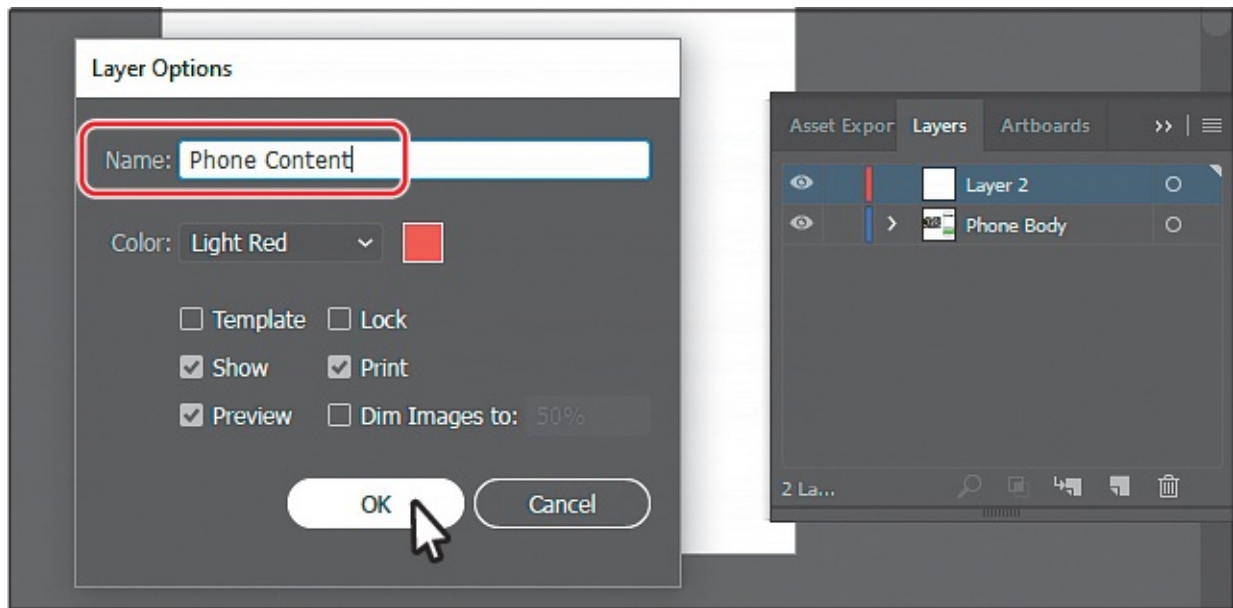 Layer Options
Name: Phone Content
Color: Light Red
Template Lock
Show Print
Preview Dim Images to: 50%
OK Cancel
Asset Expor Layers Artboards
Layer 2
Phone Body
2 La...